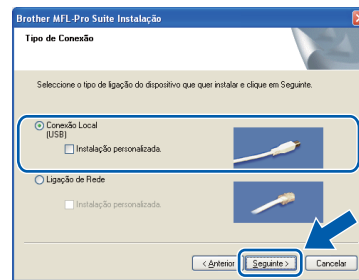 Brother MFL-Pro Suite Instalação
Tipo de Conexão
Seleccione o tipo de ligação do dispositivo que quer instalar e clique em Seguinte.
Conexão Local
(USB)
Instalação personalizada.
Ligação de Rede
Instalação personalizada.
< Anterior
Seguinte >
Cancelar